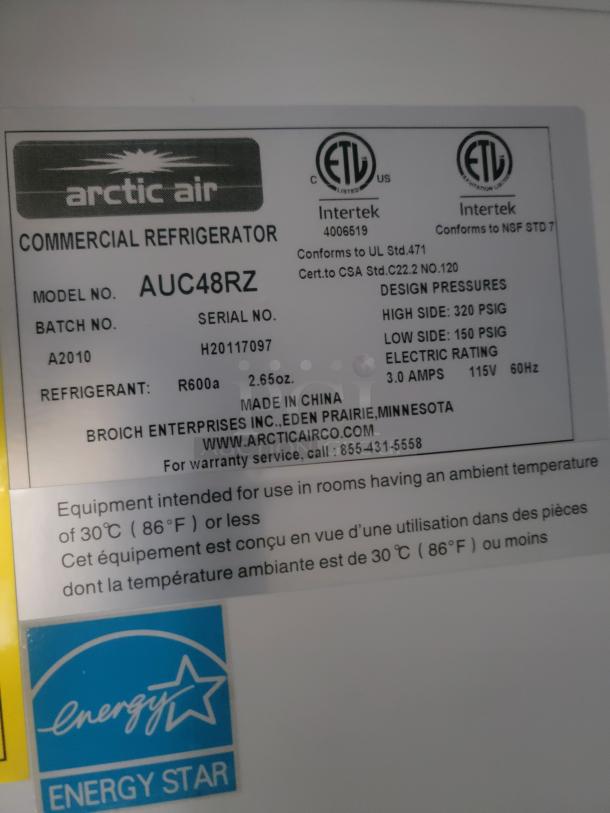 arctic air
COMMERCIAL REFRIGERATOR
MODEL NO. AUC48RZ
BATCH NO. SERIAL NO.
A2010 H20117097
REFRIGERANT: R600a 2.65oz.
C ETL US
LISTED
Intertek
4006519
ETL
Intertek
Conforms to NSF STD 7
Conforms to UL Std.471
Cert.to CSA Std.C22.2 NO.120
DESIGN PRESSURES
HIGH SIDE: 320 PSIG
LOW SIDE: 150 PSIG
ELECTRIC RATING
3.0 AMPS 115V 60Hz
MADE IN CHINA
BROICH ENTERPRISES INC.,EDEN PRAIRIE,MINNESOTA
WWW.ARCTICAIRCO.COM
For warranty service, call : 855-431-5558
Equipment intended for use in rooms having an ambient temperature
of 30℃ ( 86°F ) or less
Cet équipement est conçu en vue d'une utilisation dans des pièces
dont la température ambiante est de 30 ℃ ( 86°F ) ou moins
energy
ENERGY STAR